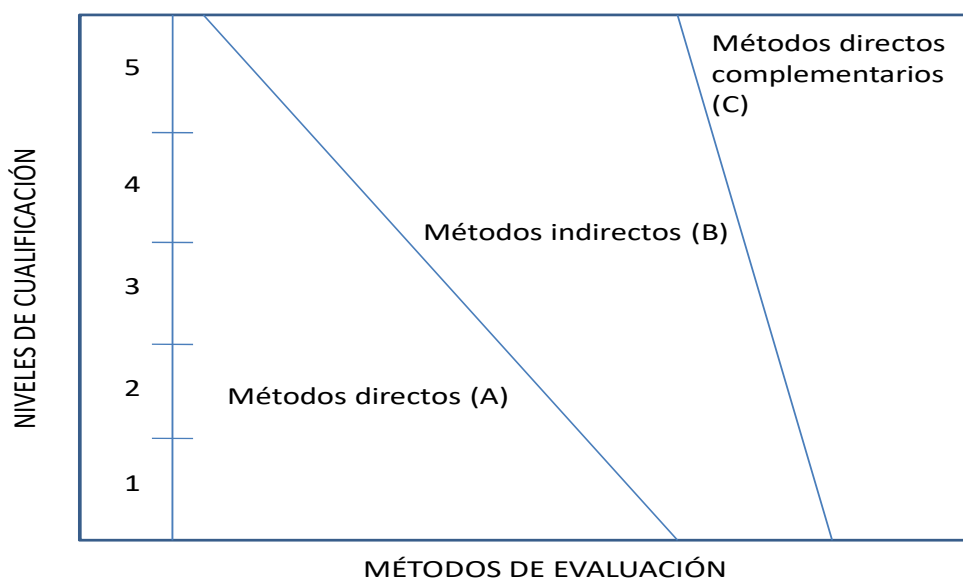 NIVELES DE CUALIFICACIÓN
5
4
3
2
1
Métodos directos
complementarios
(C)
Métodos indirectos (B)
Métodos directos (A)
MÉTODOS DE EVALUACIÓN